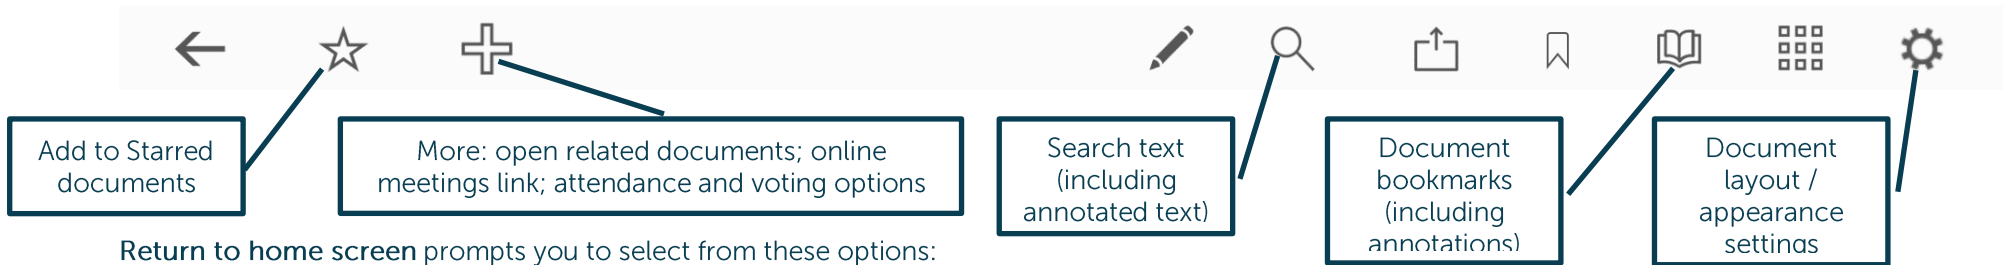 Add to Starred
documents
More: open related documents; online
meetings link; attendance and voting options
Search text
(including
annotated text)
Document
bookmarks
(including
annotations)
Document
layout /
appearance
settings
Return to home screen prompts you to select from these options: